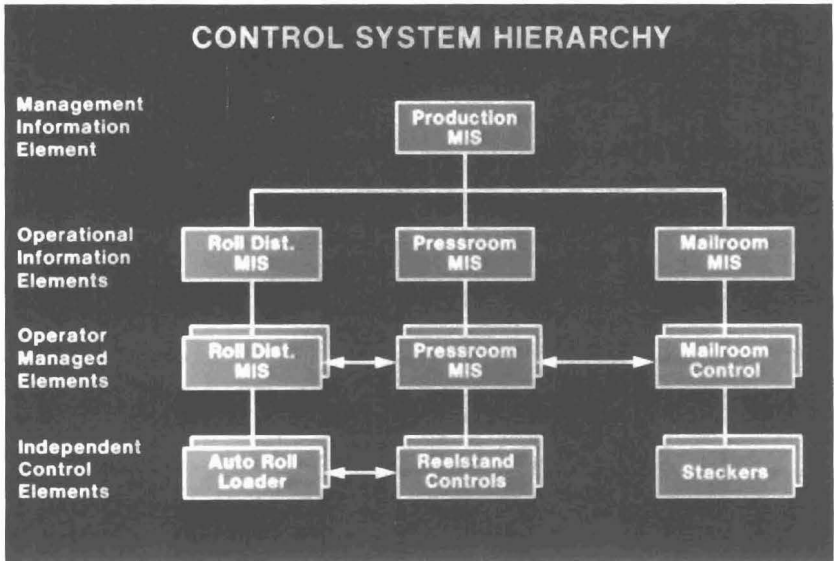 CONTROL SYSTEM HIERARCHY
Management
Information
Element
Production
MIS
Operational
Information
Elements
Roll Dist.
MIS
Pressroom
MIS
Mailroom
MIS
Operator
Managed
Elements
Roll Dist.
MIS
Pressroom
MIS
Mailroom
Control
Independent
Control
Elements
Auto Roll
Loader
Reelstand
Controls
Stackers